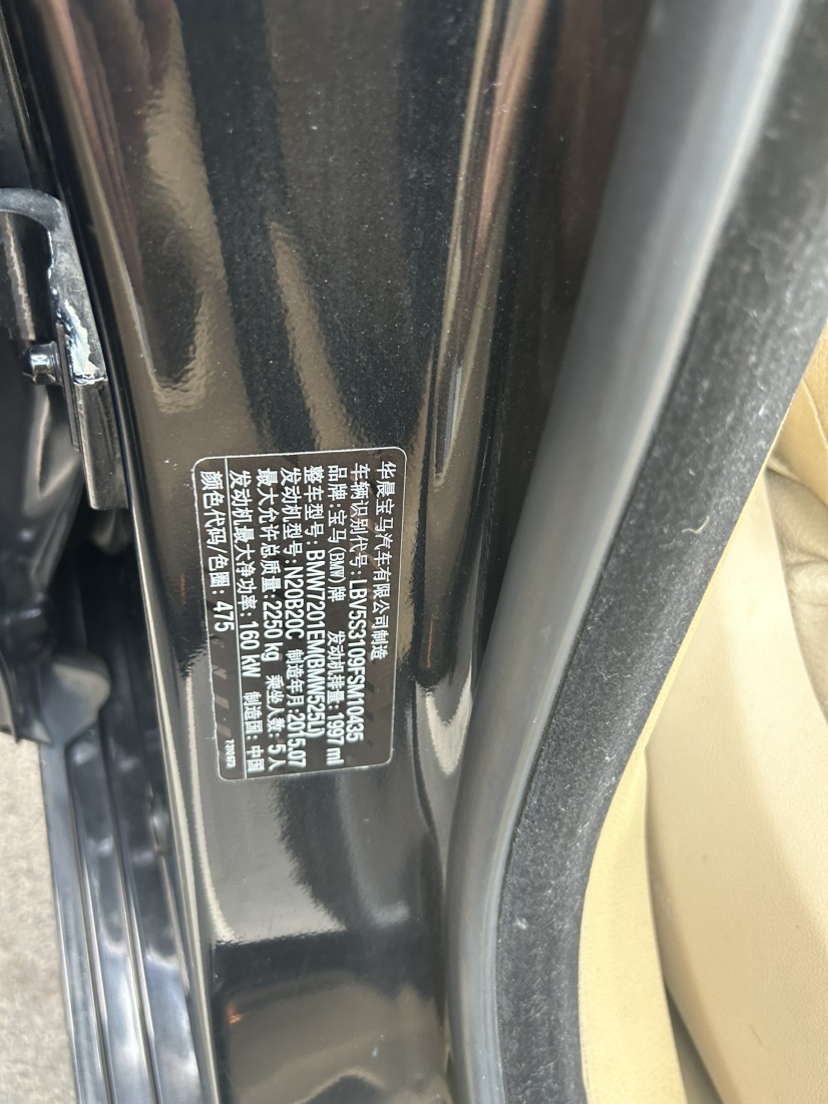 华晨宝马汽车有限公司制造
车辆识别代号: LBV5S3109FSM10435
品牌: 宝马 (BMW) 牌 发动机排量: 1997 ml
整车型号: BMW7201EM(BMW525Li)
发动机型号: N20B20C 制造年月: 2015.07
最大允许总质量: 2250 kg 乘坐人数: 5人
发动机最大净功率: 160 kW 制造国: 中国
颜色代码/色圈: 475